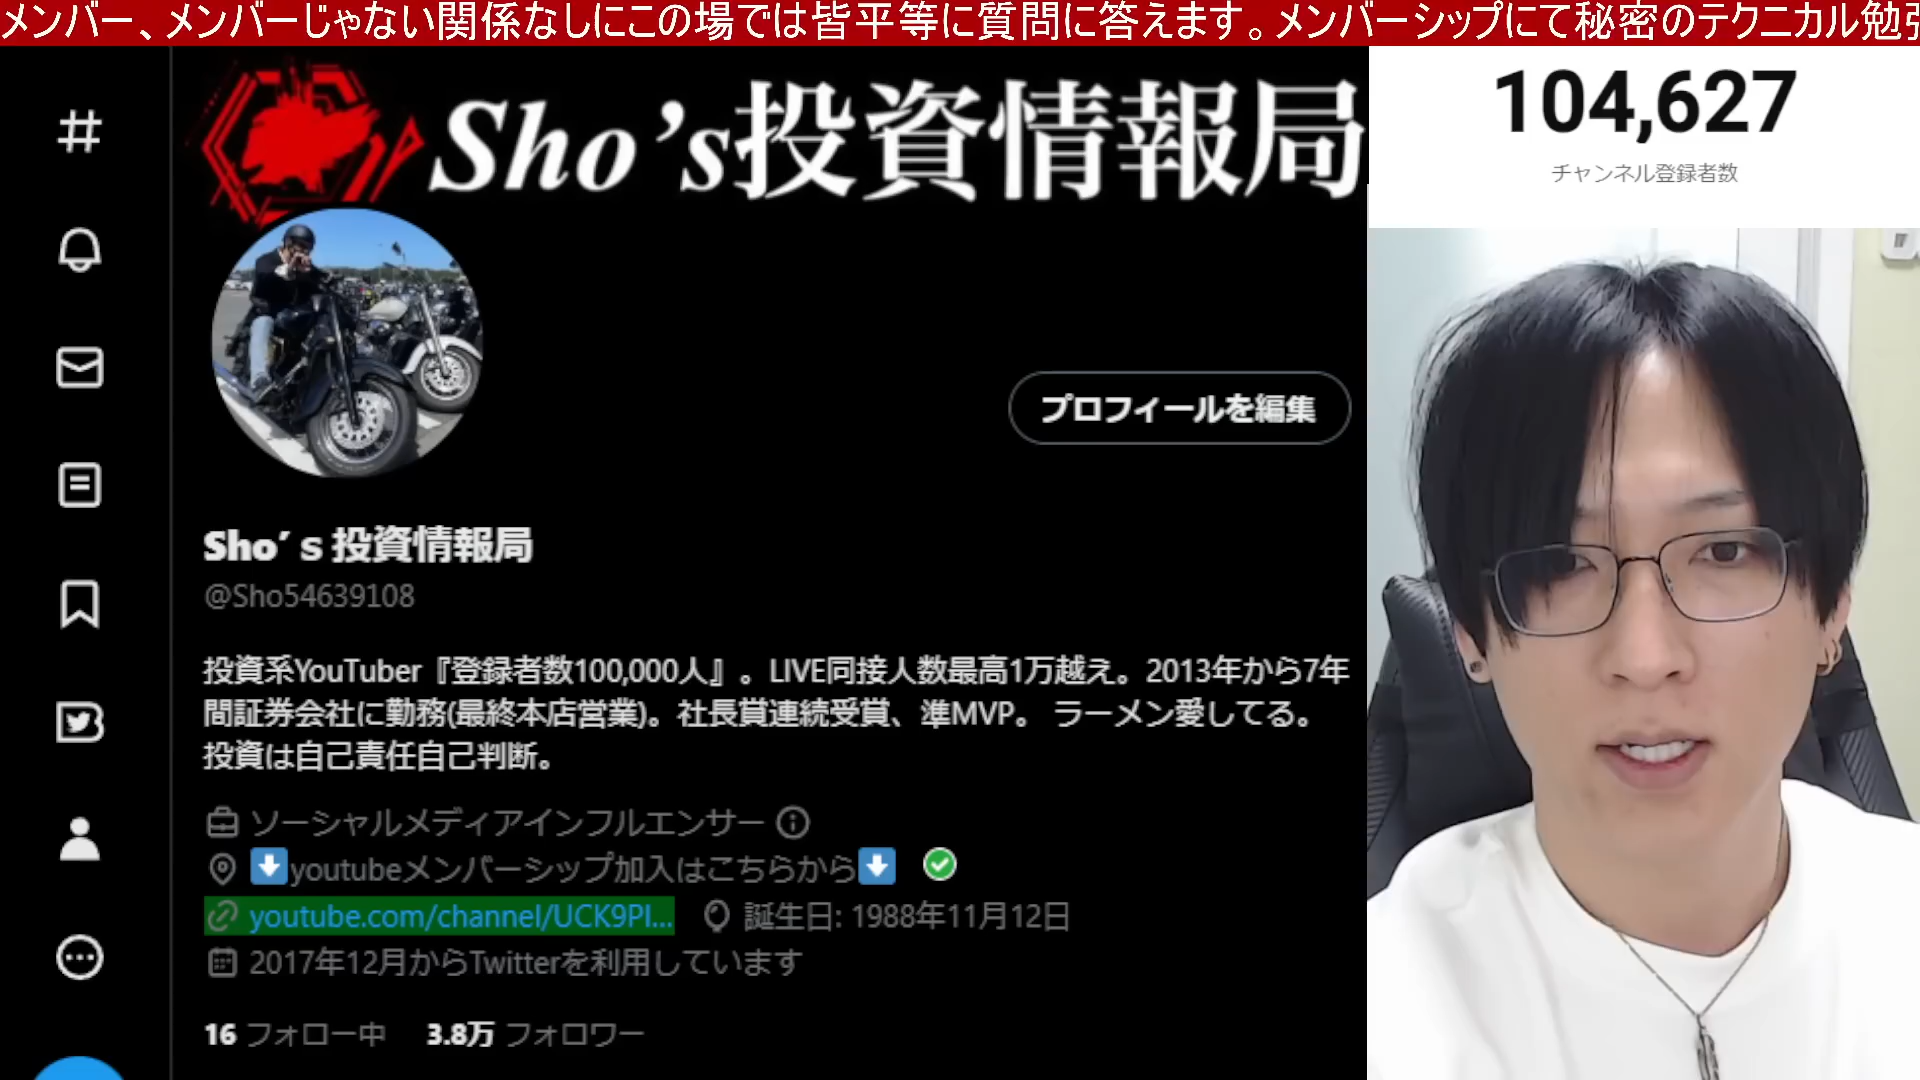 メンバー、メンバーじゃない関係なしにこの場では皆平等に質問に答えます。メンバーシップにて秘密のテクニカル勉強
Sho's投資情報局
104,627
チャンネル登録者数
プロフィールを編集
Sho′ｓ投資情報局
@Sho54639108
投資系YouTuber『登録者数100,000人』。LIVE同接人数最高1万越え。2013年から7年
間証券会社に勤務(最終本店営業)。社長賞連続受賞、準MVP。 ラーメン愛してる。
投資は自己責任自己判断。
ソーシャルメディアインフルエンサー
⬇youtubeメンバーシップ加入はこちらから⬇ ✅
youtube.com/channel/UCK9PI... 誕生日: 1988年11月12日
2017年12月からTwitterを利用しています
16 フォロー中 3.8万 フォロワー